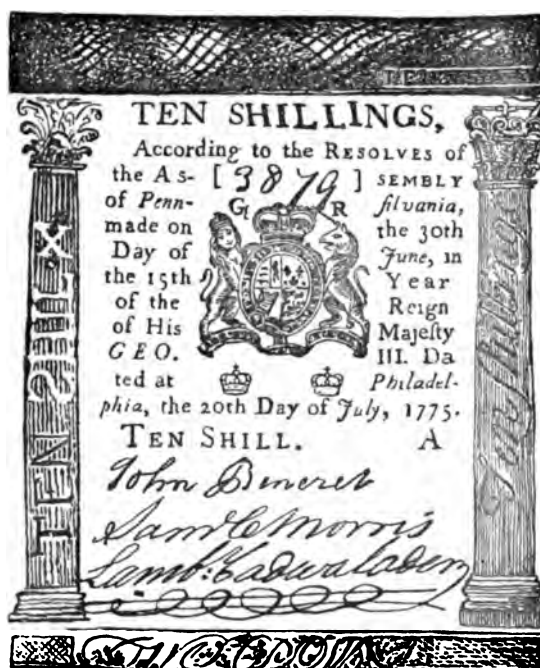 TEN SHILLINGS,
According to the RESOLVES of
the As- [3879] SEMBLY
of Penn- ſilvania,
G R
made on the 30th
Day of June, in
the 15th Year
of the Reign
of His Majeſty
GEO. III. Da
ted at Philadel-
phia, the 20th Day of July, 1775.
TEN SHILL. A
John Benezet
Saml C Morris
Lamb: Cadwalader
TEN SHILL.X
Ten ſhillings